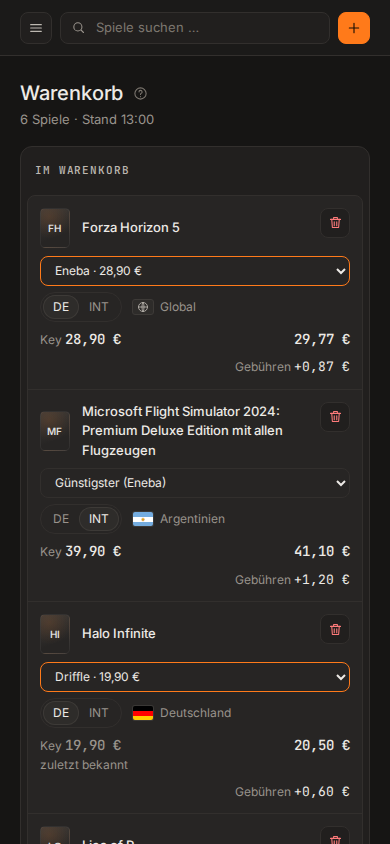 Spiele suchen ...
Warenkorb
6 Spiele · Stand 13:00
IM WARENKORB
FH Forza Horizon 5
Eneba · 28,90 €
DE INT Global
Key 28,90 € 29,77 €
Gebühren +0,87 €
Microsoft Flight Simulator 2024:
MF Premium Deluxe Edition mit allen
Flugzeugen
Günstigster (Eneba)
DE INT Argentinien
Key 39,90 € 41,10 €
Gebühren +1,20 €
HI Halo Infinite
Driffle · 19,90 €
DE INT Deutschland
Key 19,90 € 20,50 €
zuletzt bekannt
Gebühren +0,60 €